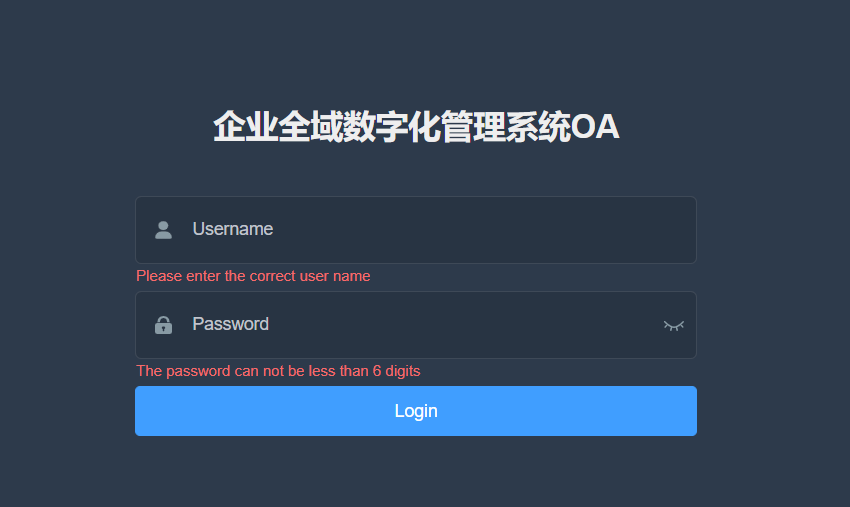 企业全域数字化管理系统OA
Username
Please enter the correct user name
Password
The password can not be less than 6 digits
Login